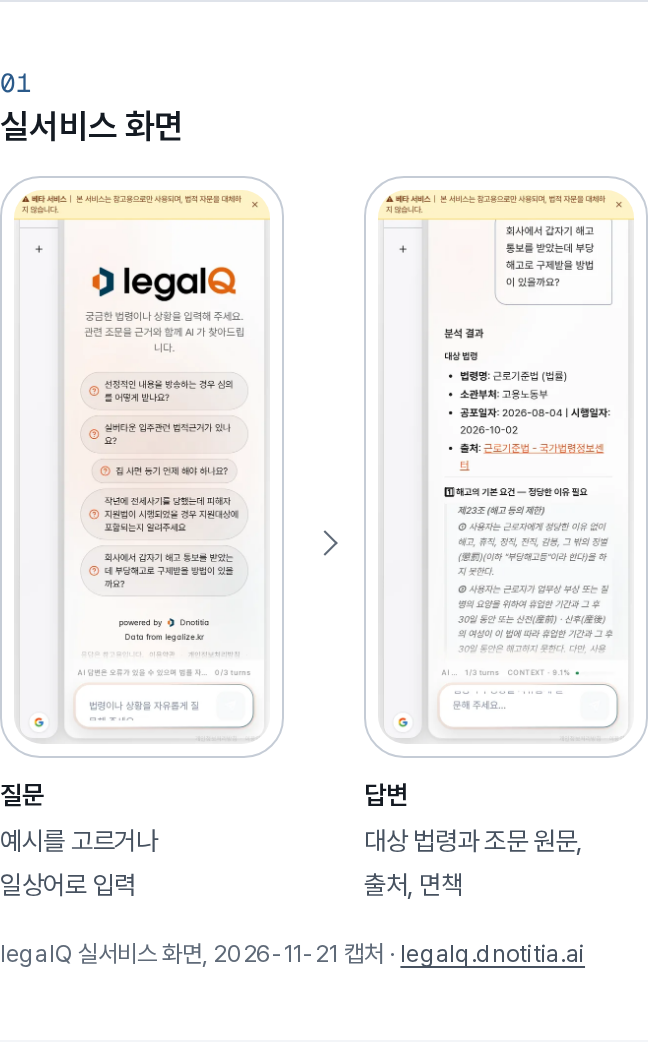 01
실서비스 화면
베타 서비스 | 본 서비스는 참고용으로만 사용되며, 법적 자문을 대체하
지 않습니다.
legalQ
궁금한 법령이나 상황을 입력해 주세요.
관련 조문을 근거와 함께 AI 가 찾아드립
니다.
선정적인 내용을 방송하는 경우 심의
를 어떻게 받나요?
실버타운 입주관련 법적근거가 있나
요?
집 사면 등기 언제 해야 하나요?
작년에 전세사기를 당했는데 피해자
지원법이 시행되었을 경우 지원대상에
포함되는지 알려주세요
회사에서 갑자기 해고 통보를 받았는
데 부당해고로 구제받을 방법이 있을
까요?
powered by Dnotitia
Data from legalize.kr
AI 답변은 오류가 있을 수 있으며 법률 자... 0/3 turns
법령이나 상황을 자유롭게 질
문해 주세요
베타 서비스 | 본 서비스는 참고용으로만 사용되며, 법적 자문을 대체하
지 않습니다.
회사에서 갑자기 해고
통보를 받았는데 부당
해고로 구제받을 방법
이 있을까요?
분석 결과
대상 법령
• 법령명: 근로기준법 (법률)
• 소관부처: 고용노동부
• 공포일자: 2026-08-04 | 시행일자:
2026-10-02
• 출처: 근로기준법 - 국가법령정보센
터
1 해고의 기본 요건 — 정당한 이유 필요
제23조 (해고 등의 제한)
① 사용자는 근로자에게 정당한 이유 없이
해고, 휴직, 정직, 전직, 감봉, 그 밖의 징벌
(懲罰)(이하 "부당해고등"이라 한다)을 하
지 못한다.
② 사용자는 근로자가 업무상 부상 또는 질
병의 요양을 위하여 휴업한 기간과 그 후
30일 동안 또는 산전(産前)ㆍ산후(産後)
의 여성이 이 법에 따라 휴업한 기간과 그 후
30일 동안은 해고하지 못한다. 다만, 사용
AI ... 1/3 turns CONTEXT · 9.1%
문해 주세요...
질문
예시를 고르거나
일상어로 입력
답변
대상 법령과 조문 원문,
출처, 면책
legalQ 실서비스 화면, 2026-11-21 캡처 · legalq.dnotitia.ai